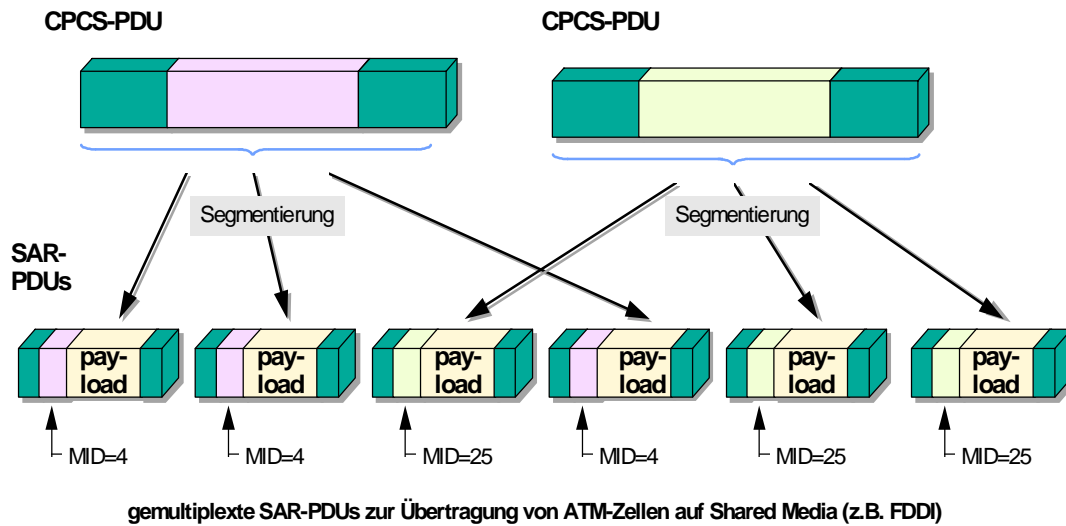 CPCS-PDU
CPCS-PDU
Segmentierung
Segmentierung
SAR-
PDUs
pay-
load
pay-
load
pay-
load
pay-
load
pay-
load
pay-
load
MID=4
MID=4
MID=25
MID=4
MID=25
MID=25
gemultiplexte SAR-PDUs zur Übertragung von ATM-Zellen auf Shared Media (z.B. FDDI)